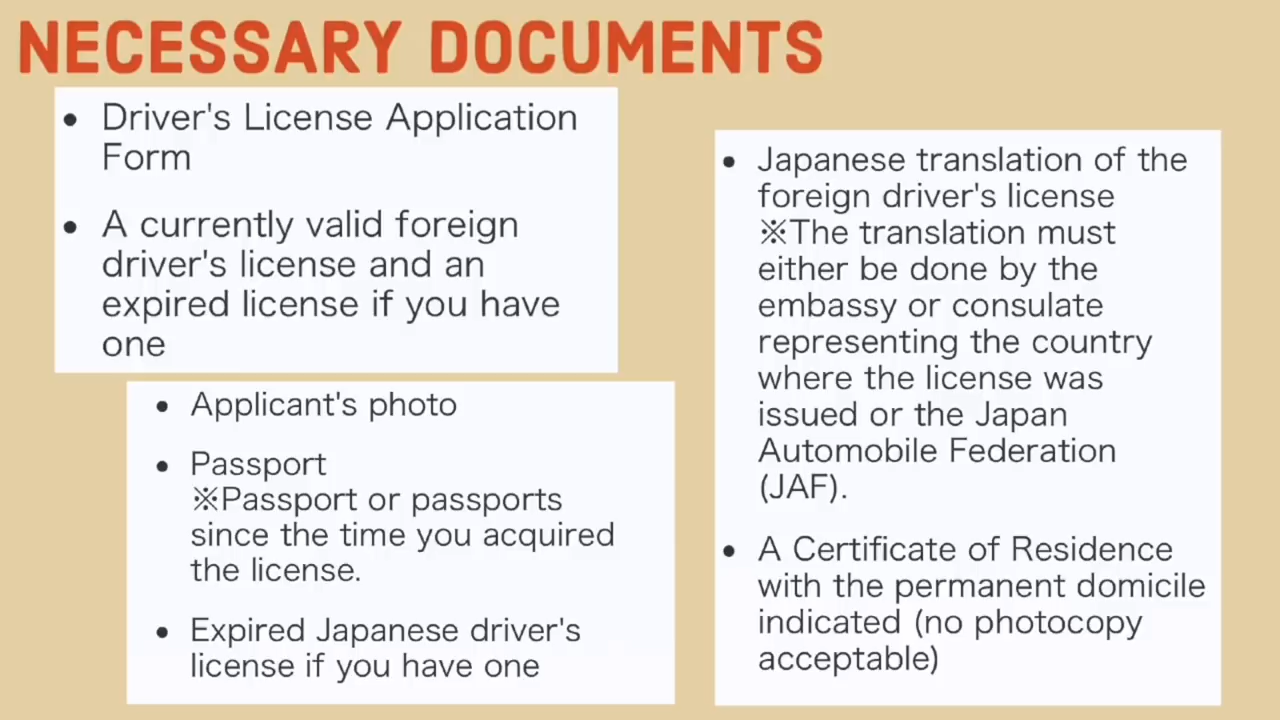 NECESSARY DOCUMENTS
• Driver's License Application
Form
• A currently valid foreign
driver's license and an
expired license if you have
one
• Applicant's photo
• Passport
※Passport or passports
since the time you acquired
the license.
• Expired Japanese driver's
license if you have one
• Japanese translation of the
foreign driver's license
※The translation must
either be done by the
embassy or consulate
representing the country
where the license was
issued or the Japan
Automobile Federation
(JAF).
• A Certificate of Residence
with the permanent domicile
indicated (no photocopy
acceptable)